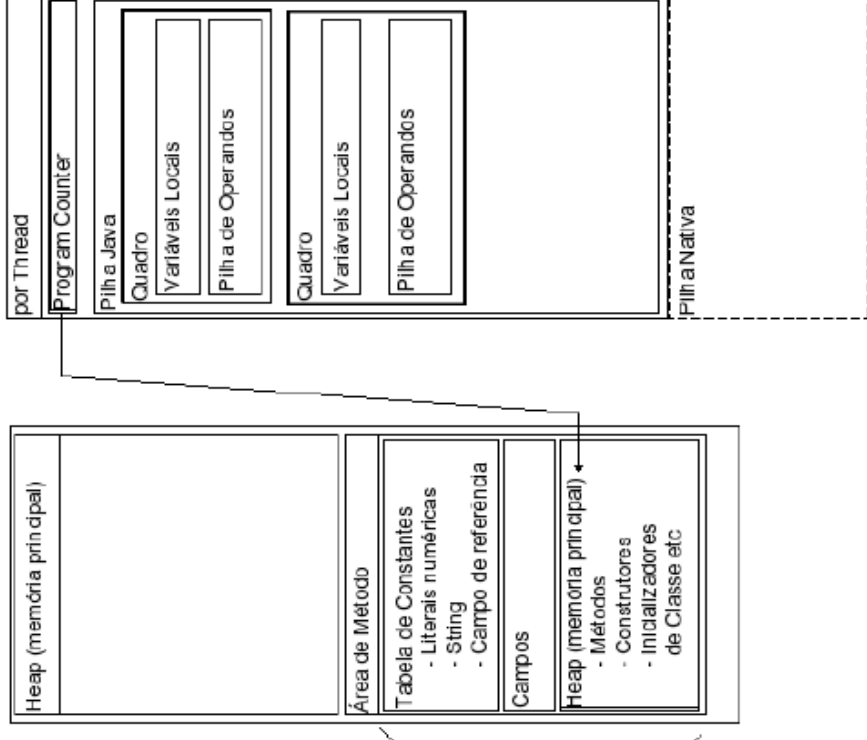 por Thread
Program Counter
Pilha Java
Quadro
Variáveis Locais
Pilha de Operandos
Quadro
Variáveis Locais
Pilha de Operandos
Pilha Nativa
Heap (memória principal)
Área de Método
Tabela de Constantes
- Literais numéricas
- String
- Campo de referência
Campos
Heap (memória principal)
- Métodos
- Construtores
- Inicializadores
de Classe etc